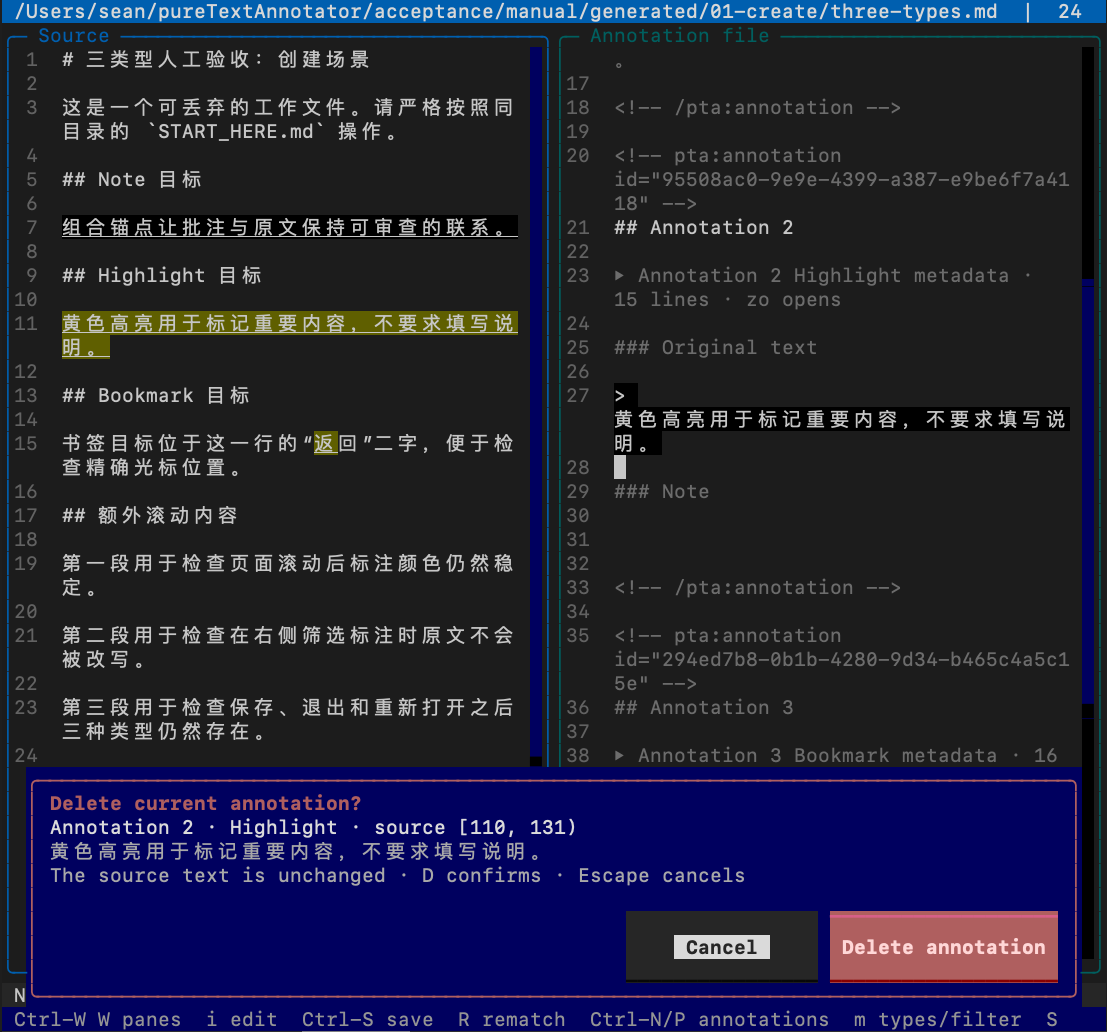 /Users/sean/pureTextAnnotator/acceptance/manual/generated/01-create/three-types.md | 24
Source
1 # 三类型人工验收：创建场景
2
3 这是一个可丢弃的工作文件。请严格按照同
目录的 `START_HERE.md` 操作。
4
5 ## Note 目标
6
7 组合锚点让批注与原文保持可审查的联系。
8
9 ## Highlight 目标
10
11 黄色高亮用于标记重要内容，不要求填写说
明。
12
13 ## Bookmark 目标
14
15 书签目标位于这一行的“返回”二字，便于检
查精确光标位置。
16
17 ## 额外滚动内容
18
19 第一段用于检查页面滚动后标注颜色仍然稳
定。
20
21 第二段用于检查在右侧筛选标注时原文不会
被改写。
22
23 第三段用于检查保存、退出和重新打开之后
三种类型仍然存在。
24
Annotation file
。
17
18 <!-- /pta:annotation -->
19
20 <!-- pta:annotation
id="95508ac0-9e9e-4399-a387-e9be6f7a41
18" -->
21 ## Annotation 2
22
23 ▶ Annotation 2 Highlight metadata ·
15 lines · zo opens
24
25 ### Original text
26
27 >
黄色高亮用于标记重要内容，不要求填写说
明。
28
29 ### Note
30
31
32
33 <!-- /pta:annotation -->
34
35 <!-- pta:annotation
id="294ed7b8-0b1b-4280-9d34-b465c4a5c1
5e" -->
36 ## Annotation 3
37
38 ▶ Annotation 3 Bookmark metadata · 16
Delete current annotation?
Annotation 2 · Highlight · source [110, 131)
黄色高亮用于标记重要内容，不要求填写说明。
The source text is unchanged · D confirms · Escape cancels
Cancel
Delete annotation
N
Ctrl-W W panes i edit Ctrl-S save R rematch Ctrl-N/P annotations m types/filter S